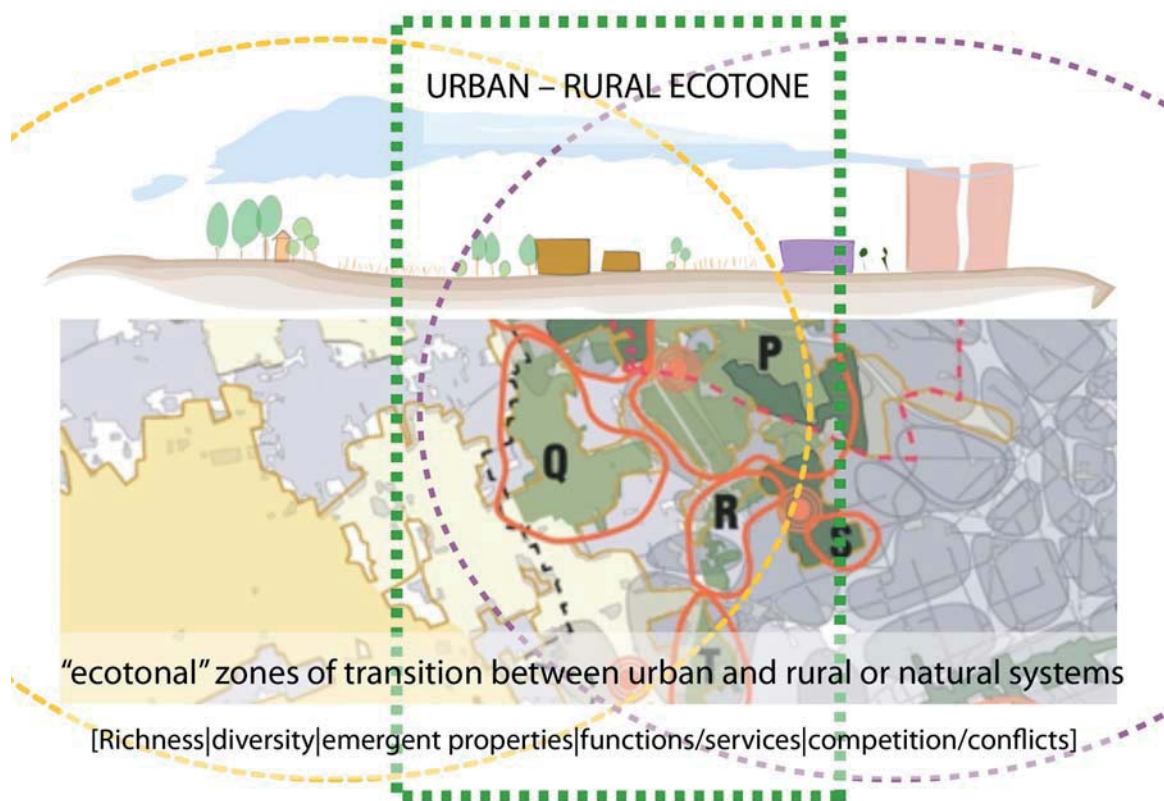 URBAN – RURAL ECOTONE
P
Q
R
S
T
“ecotonal” zones of transition between urban and rural or natural systems
[Richness|diversity|emergent properties|functions/services|competition/conflicts]